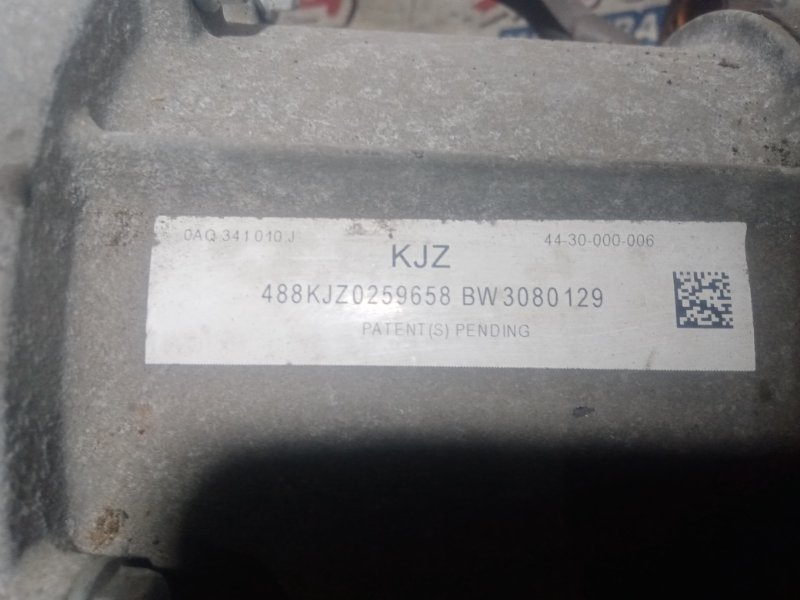 0AQ 341 010 J
44-30-000-006
KJZ
488KJZ0259658 BW3080129
PATENT(S) PENDING